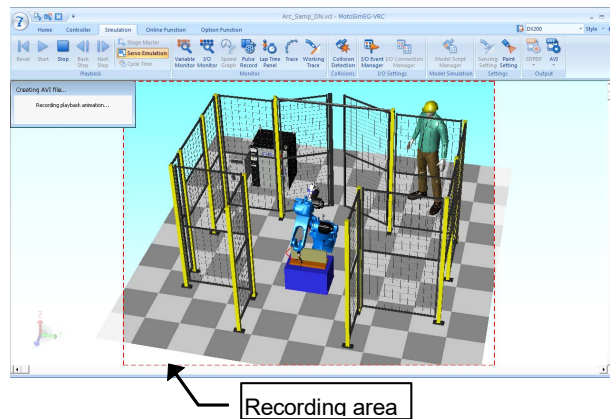 Arc_Samp_DN.vcl - MotoSimEG-VRC
Home Controller Simulation Online Function Option Function
DX200 Style
Reset Start Stop Back Step Next Step
Stage Master
Servo Emulation
Cycle Time
Variable Monitor I/O Monitor Speed Graph Pulse Record Lap Time Panel Trace Working Trace
Collision Detection I/O Event Manager I/O Connection Manager Model Script Manager Sensing Setting Paint Setting 3DPDF AVI
Playback Monitor Collisions I/O Settings Model Simulation Settings Output
Creating AVI file...
Recording playback animation...
Recording area